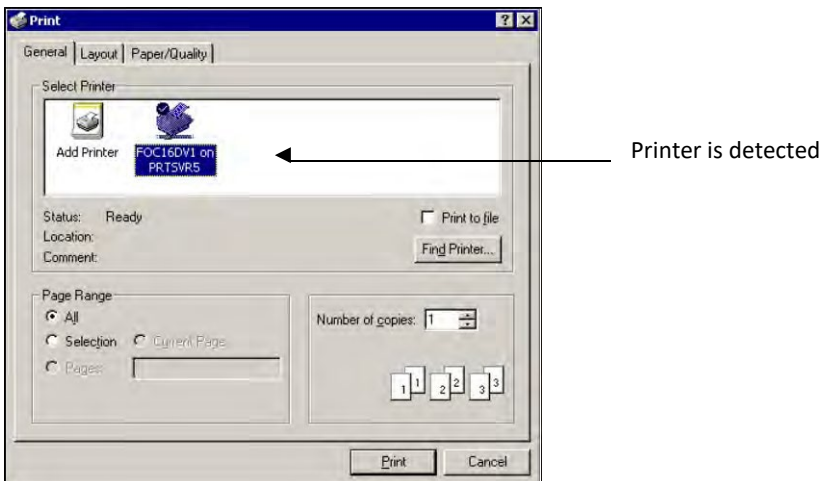 Print
General Layout Paper/Quality
Select Printer
Add Printer
FOC16DV1 on
PRTSVR5
Printer is detected
Status: Ready
Print to file
Location:
Comment:
Find Printer...
Page Range
All
Selection Current Page
Pages:
Number of copies: 1
1 1 2 2 3 3
Print Cancel